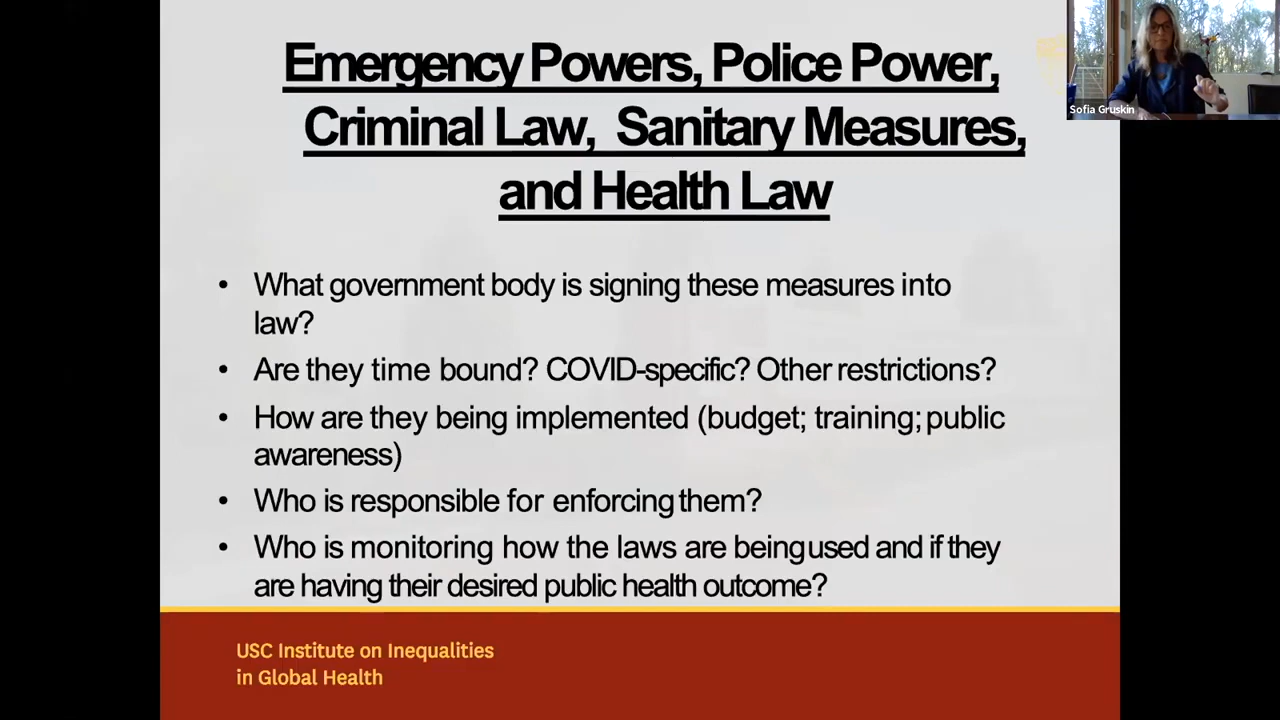 Emergency Powers, Police Power,
Criminal Law, Sanitary Measures,
and Health Law
Sofia Gruskin
• What government body is signing these measures into
law?
• Are they time bound? COVID-specific? Other restrictions?
• How are they being implemented (budget; training; public
awareness)
• Who is responsible for enforcing them?
• Who is monitoring how the laws are being used and if they
are having their desired public health outcome?
USC Institute on Inequalities
in Global Health